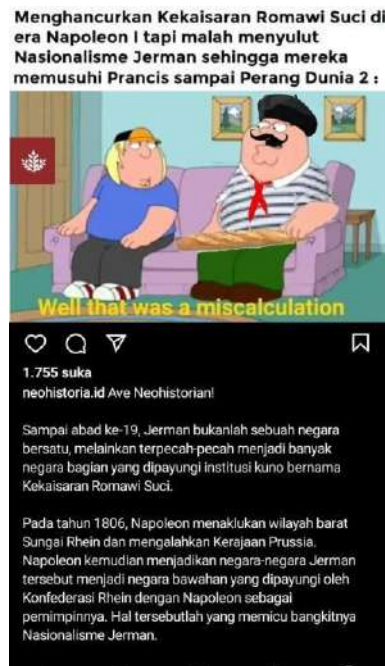 Menghancurkan Kekaisaran Romawi Suci di
era Napoleon I tapi malah menyulut
Nasionalisme Jerman sehingga mereka
memusuhi Prancis sampai Perang Dunia 2 :
Well that was a miscalculation
1.755 suka
neohistoria.id Ave Neohistorian!
Sampai abad ke-19, Jerman bukanlah sebuah negara
bersatu, melainkan terpecah-pecah menjadi banyak
negara bagian yang dipayungi institusi kuno bernama
Kekaisaran Romawi Suci.
Pada tahun 1806, Napoleon menaklukan wilayah barat
Sungai Rhein dan mengalahkan Kerajaan Prussia.
Napoleon kemudian menjadikan negara-negara Jerman
tersebut menjadi negara bawahan yang dipayungi oleh
Konfederasi Rhein dengan Napoleon sebagai
pemimpinnya. Hal tersebutlah yang memicu bangkitnya
Nasionalisme Jerman.